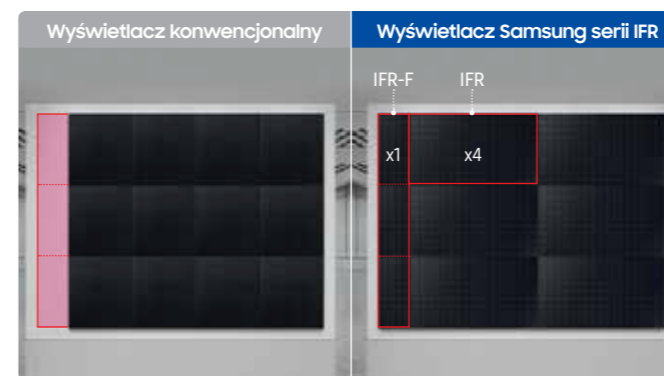 Wyświetlacz konwencjonalny
Wyświetlacz Samsung serii IFR
IFR-F IFR
x1 x4